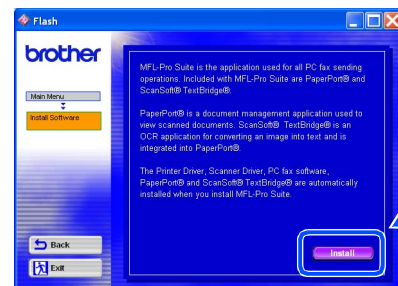 Flash
brother
Main Menu
Install Software
MFL-Pro Suite is the application used for all PC fax sending
operations. Included with MFL-Pro Suite are PaperPort® and
ScanSoft® TextBridge®.
PaperPort® is a document management application used to
view scanned documents. ScanSoft® TextBridge® is an
OCR application for converting an image into text and is
integrated into PaperPort®.
The Printer Driver, Scanner Driver, PC fax software,
PaperPort® and ScanSoft® TextBridge® are automatically
installed when you install MFL-Pro Suite.
Back
Exit
Install